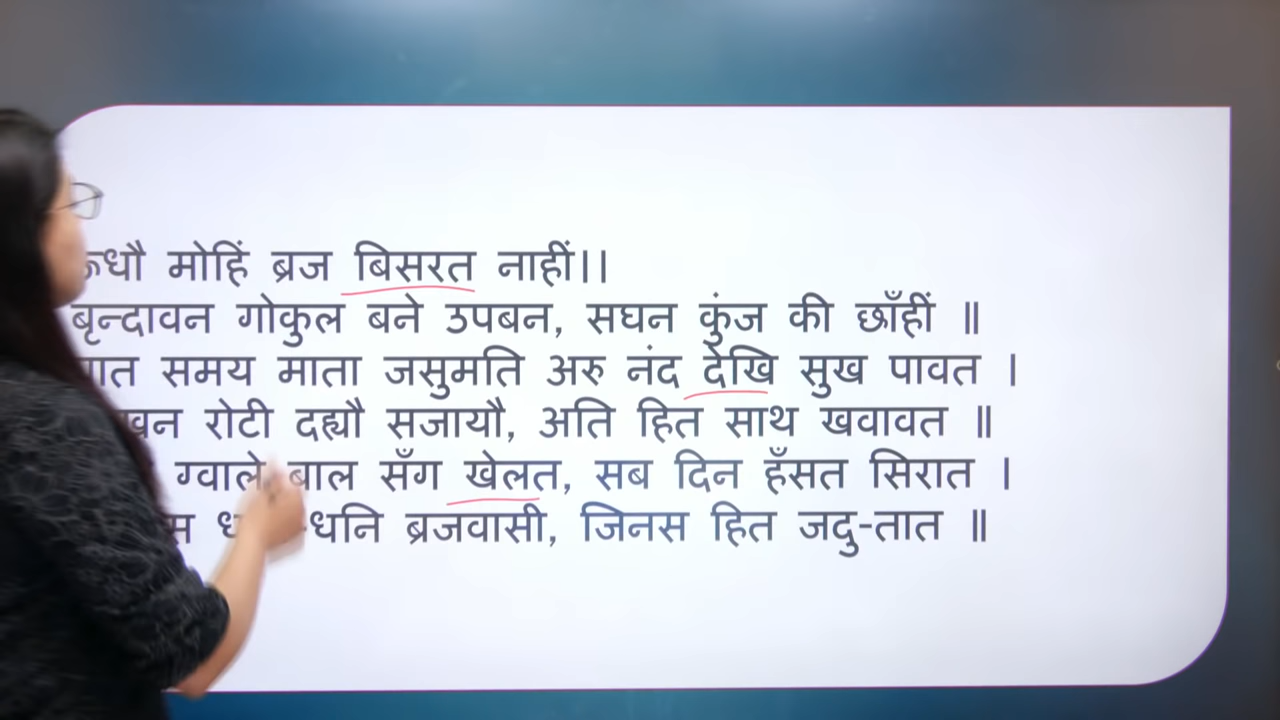 मोहिं ब्रज बिसरत नाहीं।।
बृन्दावन गोकुल बने उपबन, सघन कुंज की छाँहीं ॥
समय माता जसुमति अरु नंद देखि सुख पावत ।
रोटी दह्यौ सजायौ, अति हित साथ खवावत ॥
ग्वाले बाल सँग खेलत, सब दिन हँसत सिरात ।
धनि ब्रजवासी, जिनस हित जदु-तात ॥